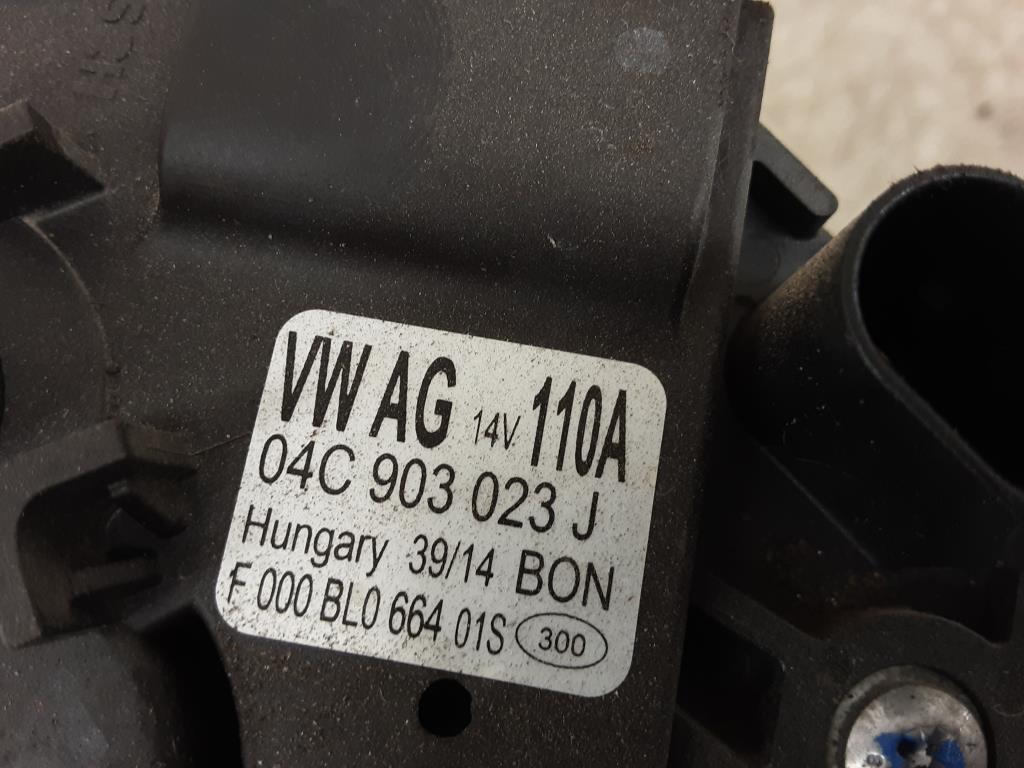 VW AG 14V 110A
04C 903 023 J
Hungary 39/14 BON
F 000 BL0 664 01S 300